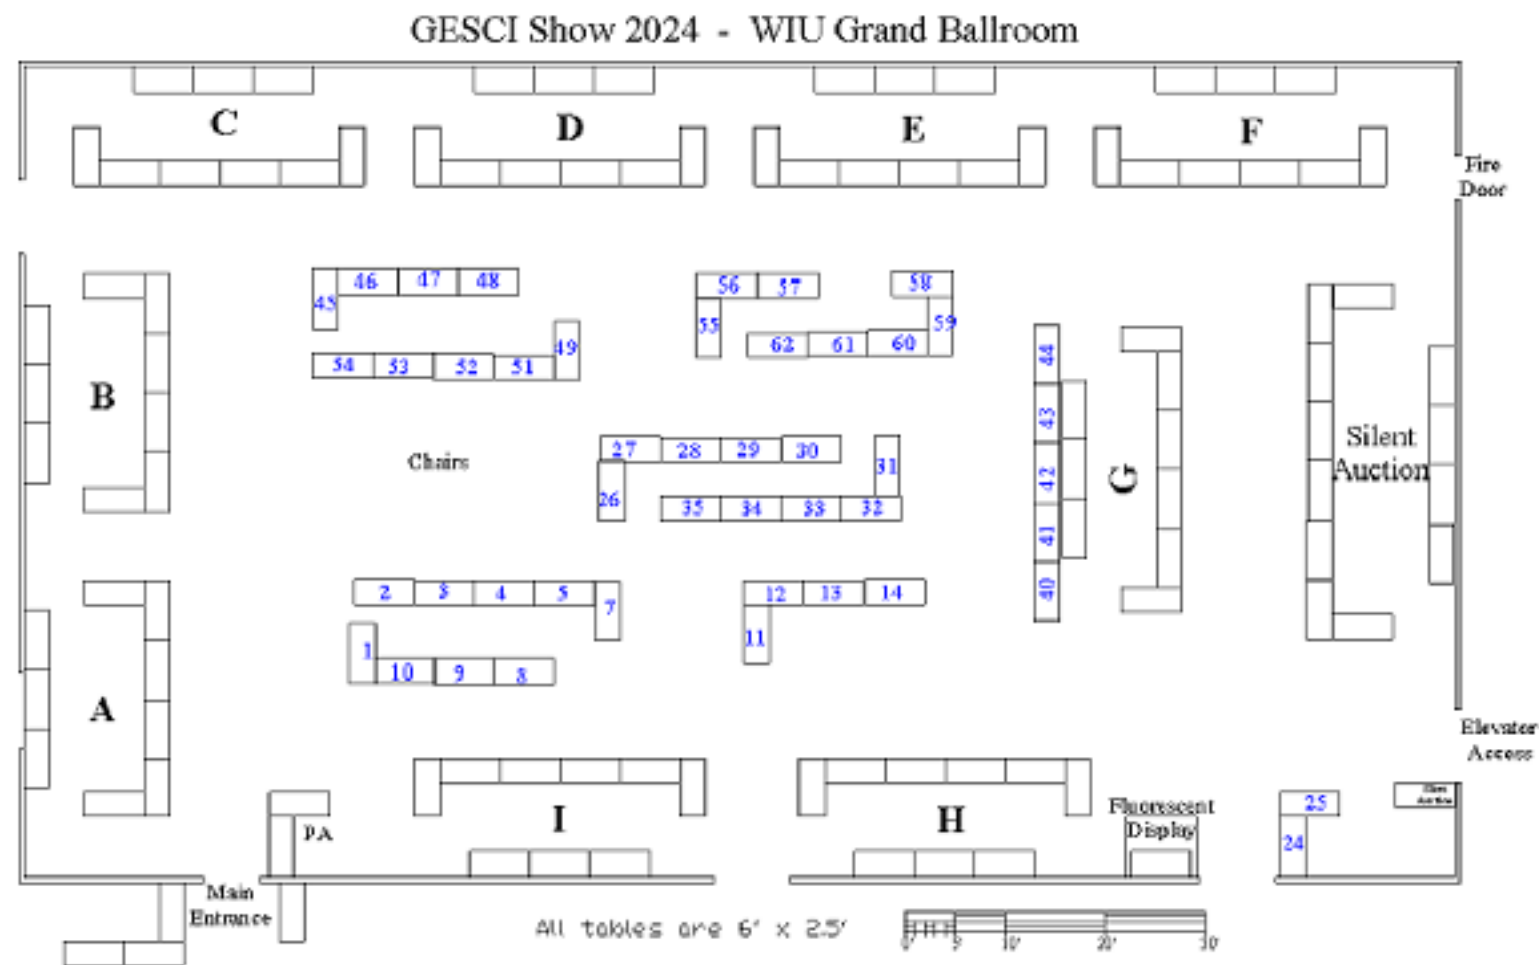 GESCI Show 2024 - WIU Grand Ballroom
C
D
E
F
Fire
Door
46 47 48
45
49
54 53 52 51
56 57
58
55
59
62 61 60
B
Chairs
27 28 29 30
31
26
35 34 33 32
44
43
42
41
40
G
Silent
Auction
2 3 4 5
7
1
10 9 8
12 13 14
11
A
Elevator
Access
PA
I
H
Fluorescent
Display
25
24
Silent
Auction
Main
Entrance
All tables are 6' x 2.5'
0' 5' 10' 20' 30'